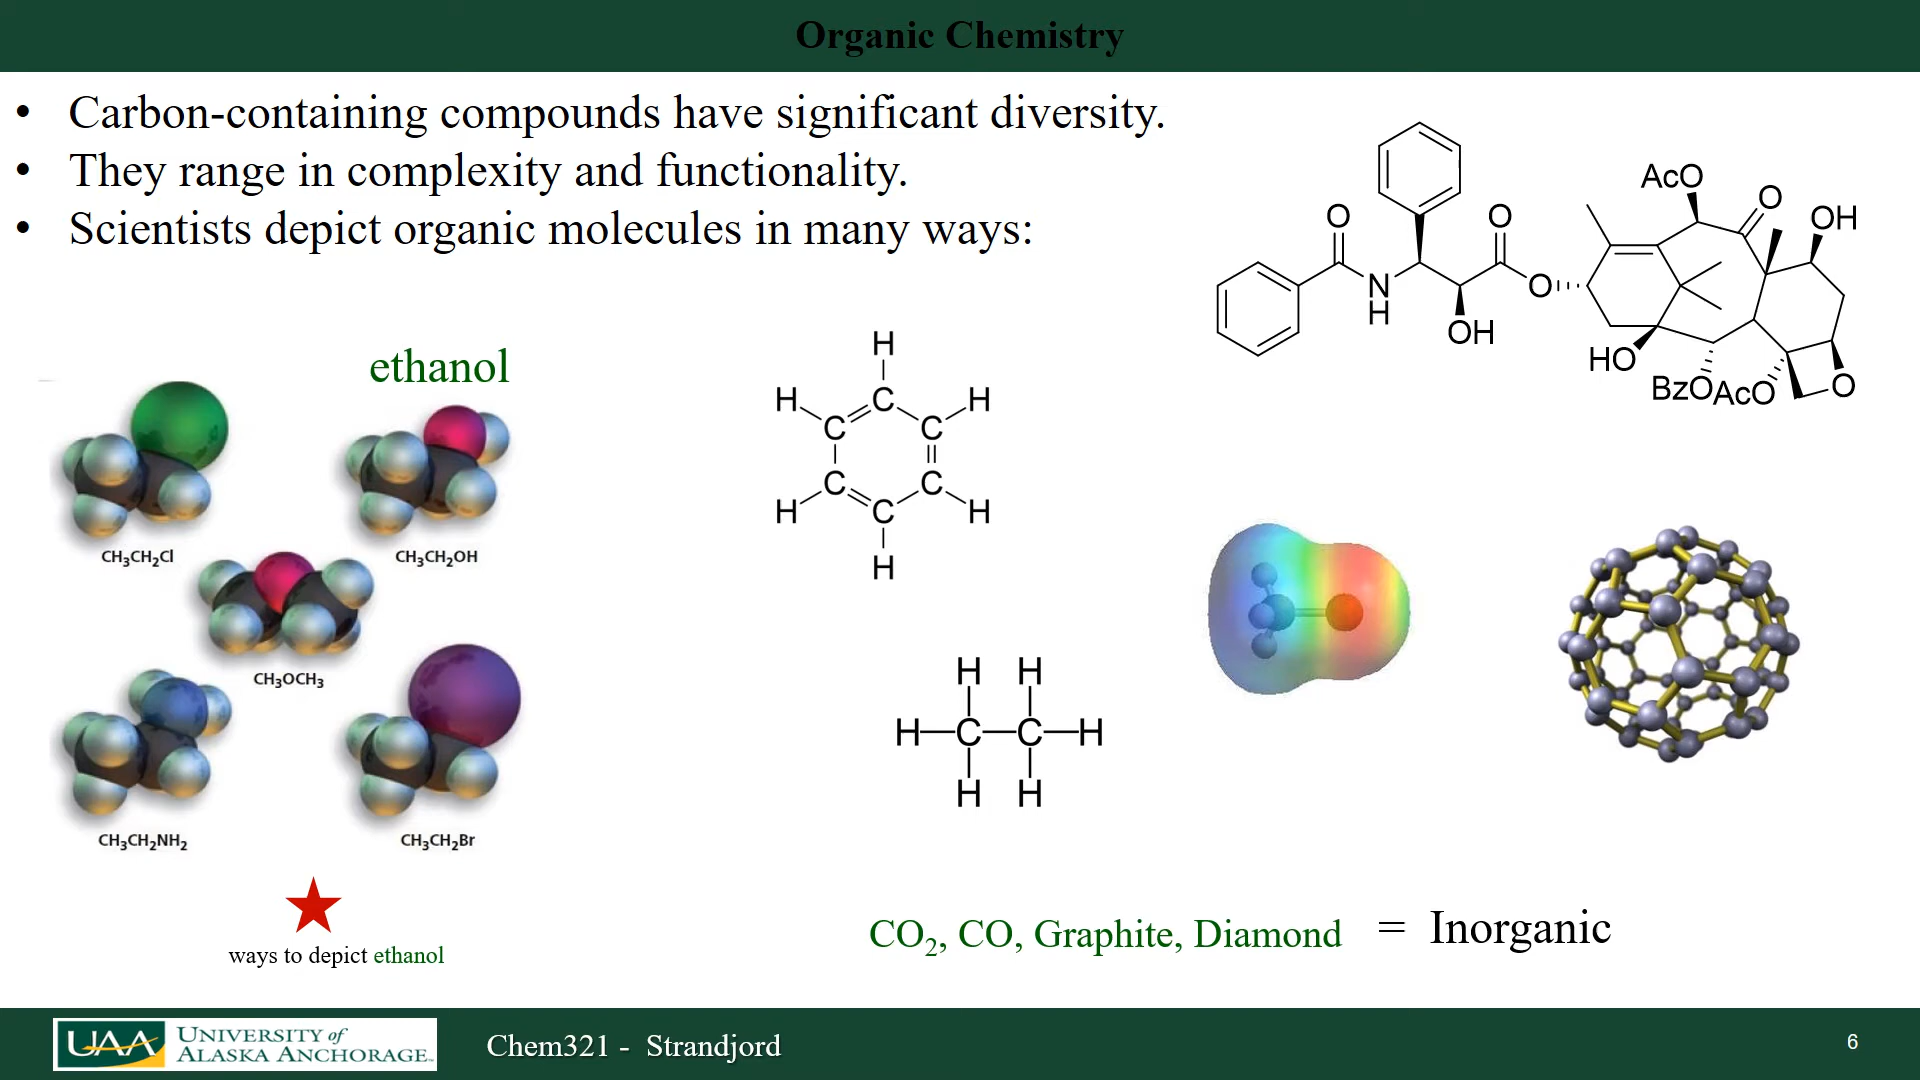 Organic Chemistry
• Carbon-containing compounds have significant diversity.
• They range in complexity and functionality.
• Scientists depict organic molecules in many ways:
ethanol
CH₃CH₂Cl
CH₃CH₂OH
CH₃OCH₃
CH₃CH₂NH₂
CH₃CH₂Br
ways to depict ethanol
H
H C H
C C
C C
H C H
H
H H
H C C H
H H
AcO
O O O OH
N O
H OH
HO
BzO AcO O
CO₂, CO, Graphite, Diamond = Inorganic
UAA UNIVERSITY of
ALASKA ANCHORAGE™
Chem321 - Strandjord
6